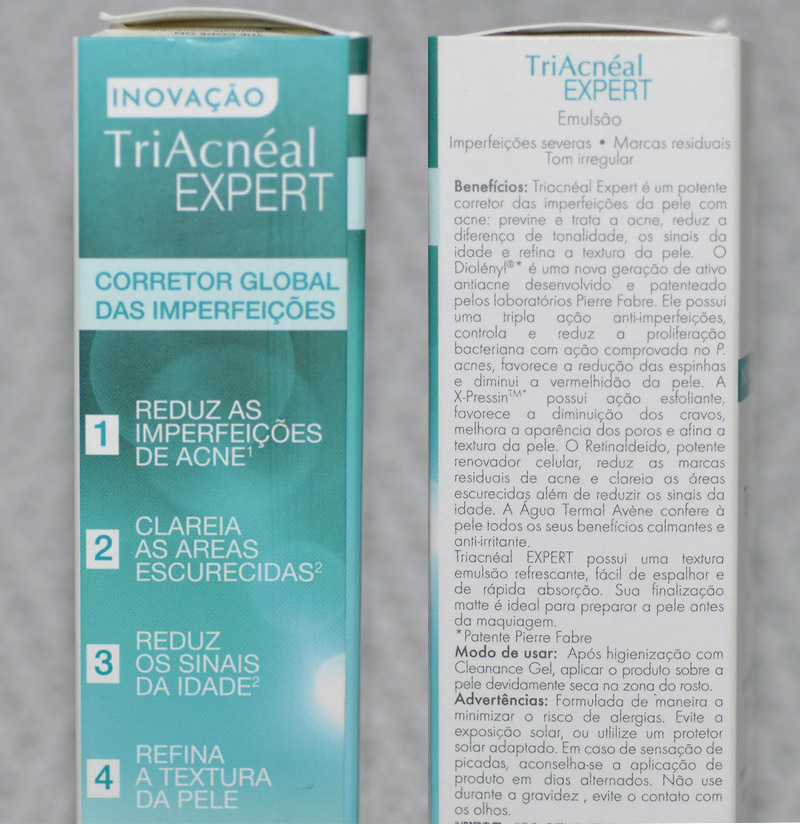 INOVAÇÃO
TriAcnéal
EXPERT
CORRETOR GLOBAL
DAS IMPERFEIÇÕES
1
REDUZ AS
IMPERFEIÇÕES
DE ACNE¹
2
CLAREIA
AS AREAS
ESCURECIDAS²
3
REDUZ
OS SINAIS
DA IDADE²
4
REFINA
A TEXTURA
DA PELE
TriAcnéal
EXPERT
Emulsão
Imperfeições severas • Marcas residuais
Tom irregular
Benefícios: Triacnéal Expert é um potente
corretor das imperfeições da pele com
acne: previne e trata a acne, reduz a
diferença de tonalidade, os sinais da
idade e refina a textura da pele. O
Diolényl®* é uma nova geração de ativo
antiacne desenvolvido e patenteado
pelos laboratórios Pierre Fabre. Ele possui
uma tripla ação anti-imperfeições,
controla e reduz a proliferação
bacteriana com ação comprovada no P.
acnes, favorece a redução das espinhas
e diminui a vermelhidão da pele. A
X-Pressin™* possui ação esfoliante,
favorece a diminuição dos cravos,
melhora a aparência dos poros e afina a
textura da pele. O Retinaldeido, potente
renovador celular, reduz as marcas
residuais de acne e clareia as áreas
escurecidas além de reduzir os sinais da
idade. A Água Termal Avène confere à
pele todos os seus benefícios calmantes e
anti-irritante.
Triacnéal EXPERT possui uma textura
emulsão refrescante, fácil de espalhar e
de rápida absorção. Sua finalização
matte é ideal para preparar a pele antes
da maquiagem.
*Patente Pierre Fabre
Modo de usar: Após higienização com
Cleanance Gel, aplicar o produto sobre a
pele devidamente seca na zona do rosto.
Advertências: Formulada de maneira a
minimizar o risco de alergias. Evite a
exposição solar, ou utilize um protetor
solar adaptado. Em caso de sensação de
picadas, aconselha-se a aplicação de
produto em dias alternados. Não use
durante a gravidez , evite o contato com
os olhos.